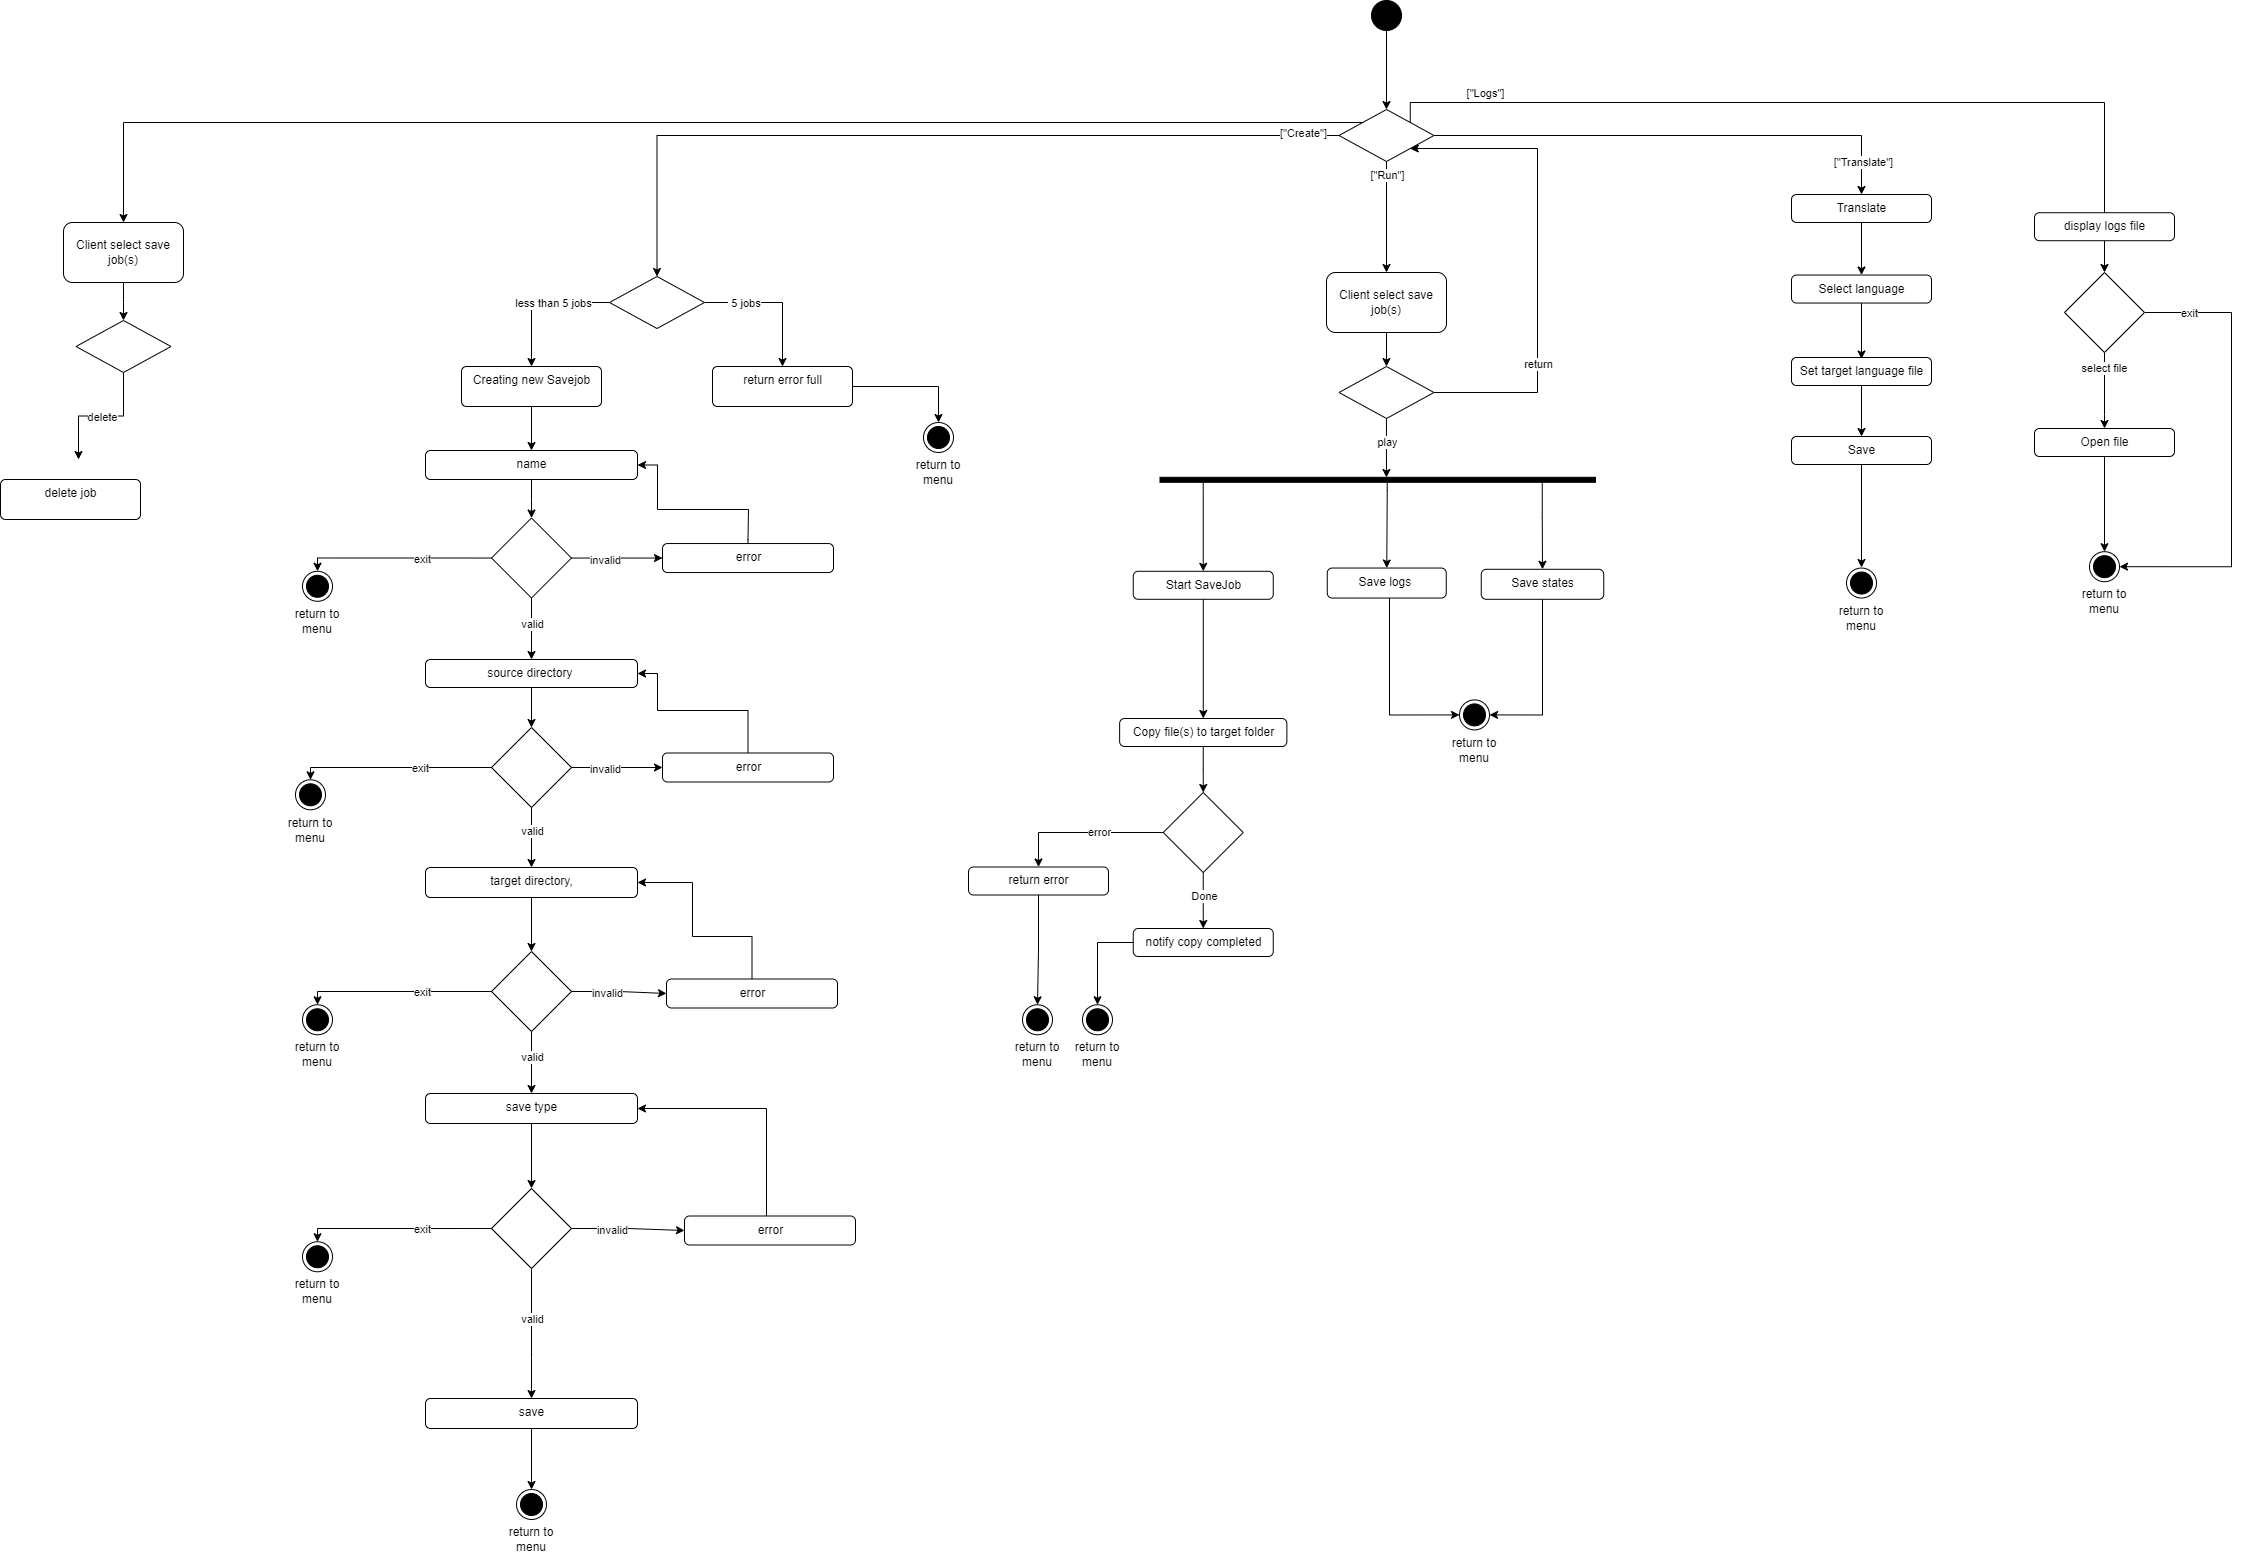 ["Logs"]
["Create"]
["Run"]
["Translate"]
Translate
display logs file
Client select save
job(s)
Client select save
job(s)
Select language
less than 5 jobs
5 jobs
exit
return
select file
Set target language file
Creating new Savejob
return error full
delete
play
Open file
Save
name
return to
menu
delete job
exit
invalid
error
Start SaveJob
Save logs
Save states
return to
menu
return to
menu
return to
menu
valid
source directory
Copy file(s) to target folder
return to
menu
exit
invalid
error
return to
menu
valid
error
target directory,
return error
Done
notify copy completed
exit
invalid
error
return to
menu
return to
menu
return to
menu
valid
save type
exit
invalid
error
return to
menu
valid
save
return to
menu